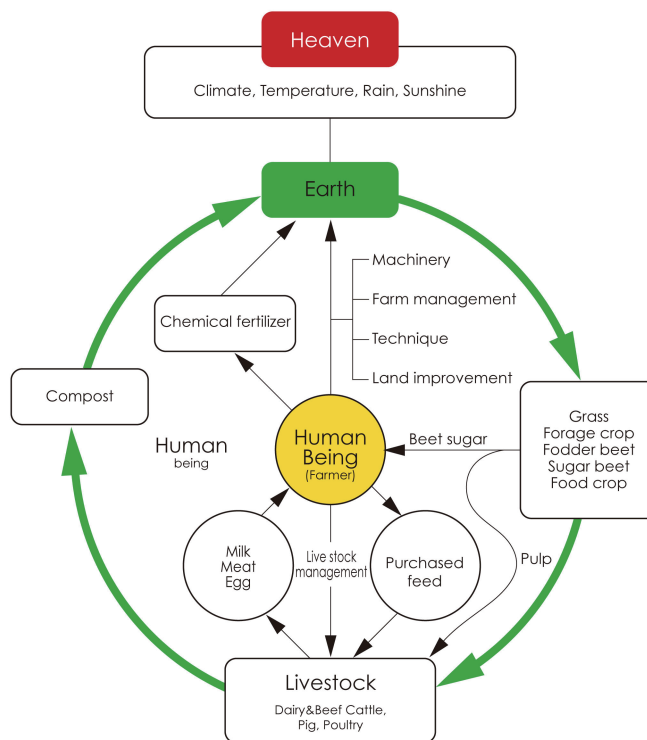 Heaven
Climate, Temperature, Rain, Sunshine
Earth
Machinery
Farm management
Technique
Land improvement
Chemical fertilizer
Compost
Human
being
Human
Being
(Farmer)
Beet sugar
Grass
Forage crop
Fodder beet
Sugar beet
Food crop
Milk
Meat
Egg
Live stock
management
Purchased
feed
Pulp
Livestock
Dairy&Beef Cattle,
Pig, Poultry